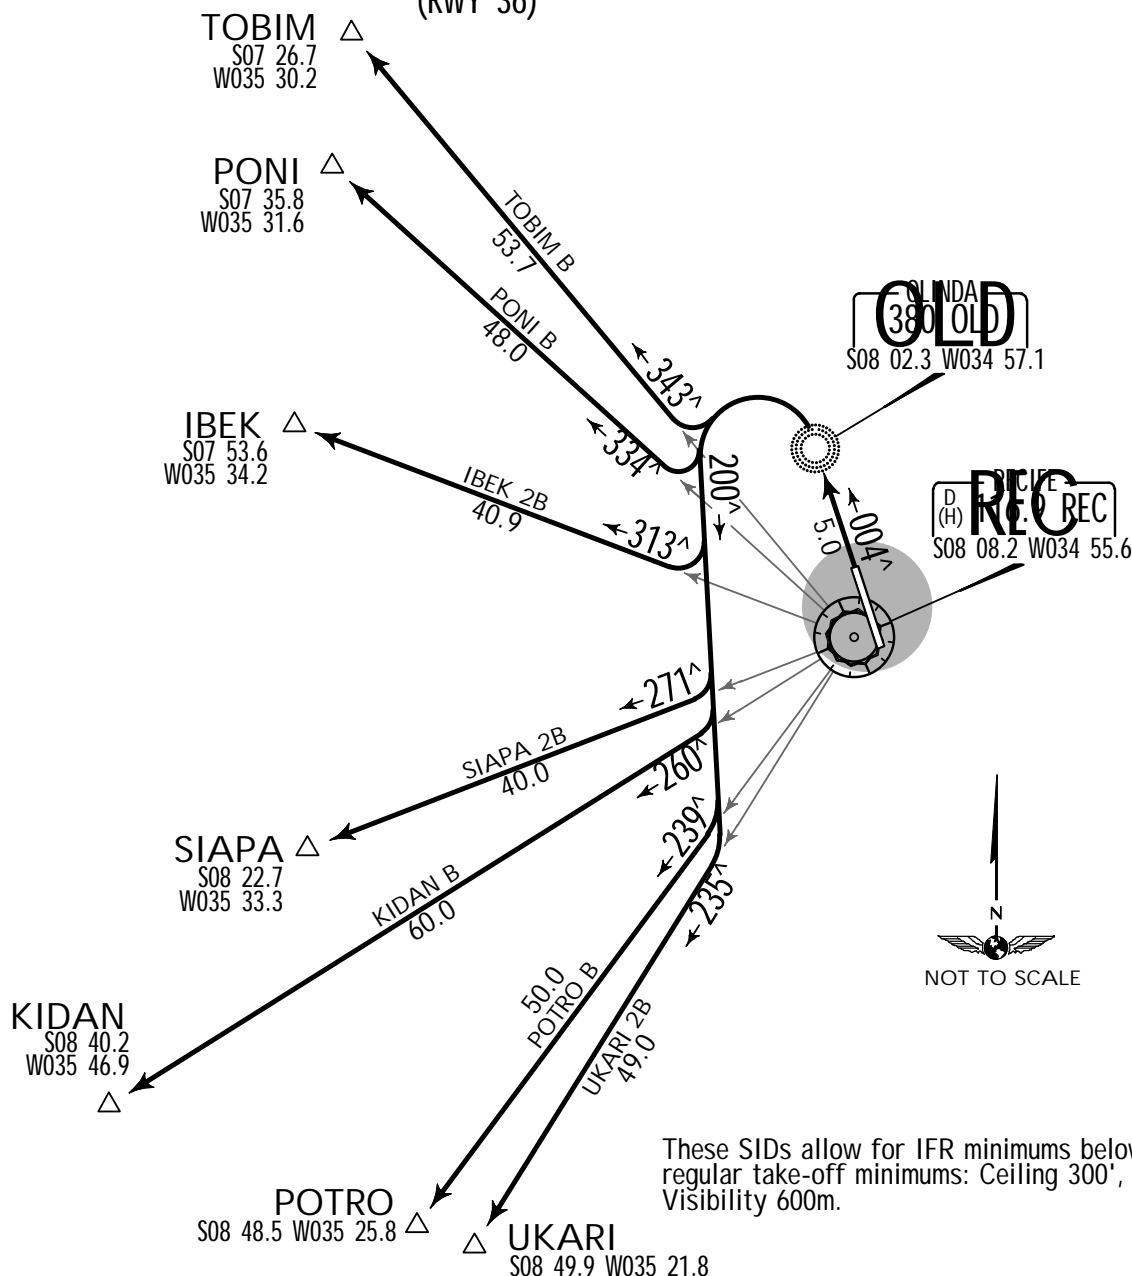 (RWY 36)
TOBIM
S07 26.7
W035 30.2
PONI
S07 35.8
W035 31.6
TOBIM B
53.7
PONI B
48.0
OLINDA
380 OLD
OLD
S08 02.3 W034 57.1
343^
334^
IBEK
S07 53.6
W035 34.2
IBEK 2B
40.9
313^
200^
004^
5.0
RECIFE
D
(H)
116.9 REC
REC
S08 08.2 W034 55.6
271^
SIAPA 2B
40.0
260^
239^
235^
SIAPA
S08 22.7
W035 33.3
KIDAN B
60.0
N
NOT TO SCALE
KIDAN
S08 40.2
W035 46.9
50.0
POTRO B
UKARI 2B
49.0
These SIDs allow for IFR minimums below
regular take-off minimums: Ceiling 300',
Visibility 600m.
POTRO
S08 48.5 W035 25.8
UKARI
S08 49.9 W035 21.8